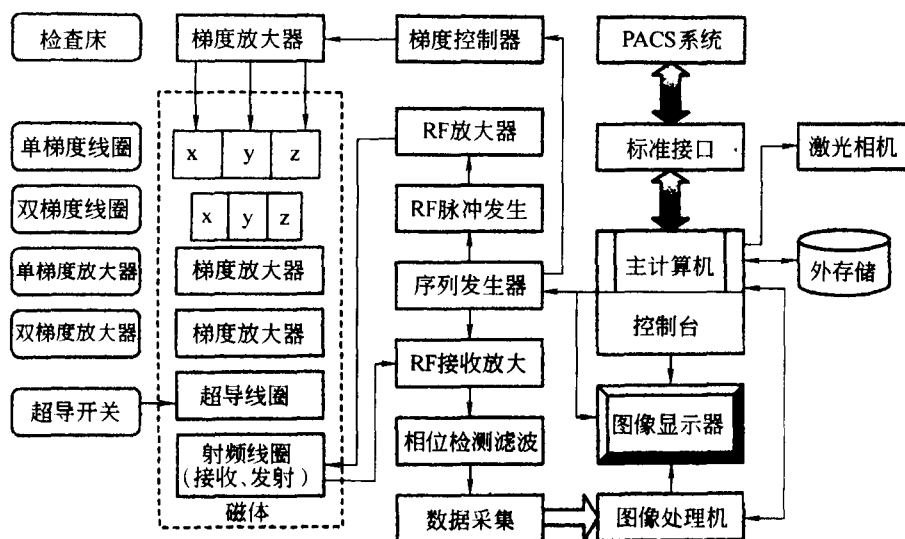 检查床
梯度放大器
梯度控制器
PACS系统
单梯度线圈
x y z
RF放大器
标准接口
激光相机
双梯度线圈
x y z
RF脉冲发生
单梯度放大器
梯度放大器
序列发生器
主计算机
外存储
双梯度放大器
梯度放大器
控制台
RF接收放大
超导开关
超导线圈
图像显示器
射频线圈
(接收、发射)
相位检测滤波
磁体
数据采集
图像处理机